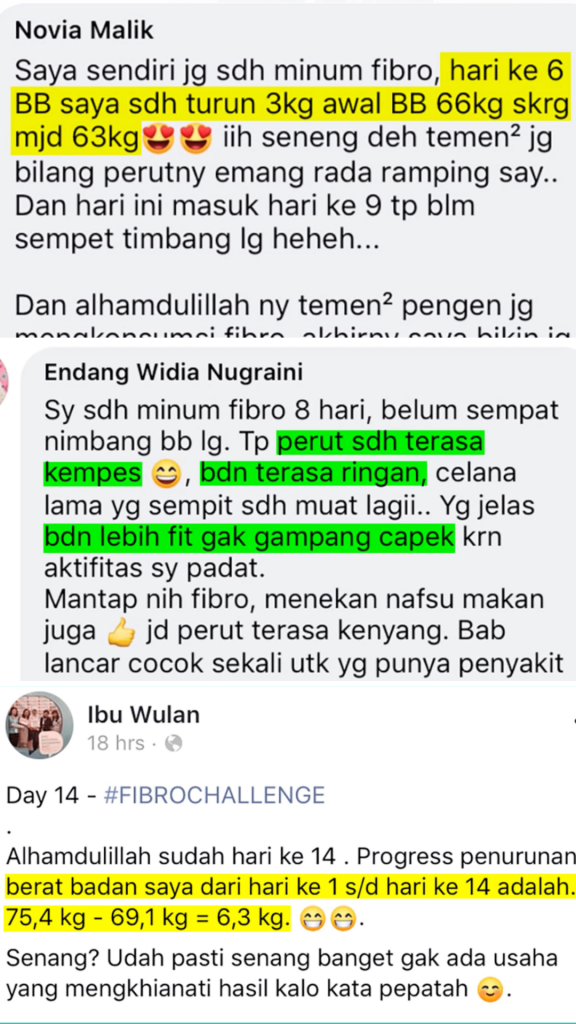 Novia Malik
Saya sendiri jg sdh minum fibro, hari ke 6
BB saya sdh turun 3kg awal BB 66kg skrg
mjd 63kg😍😍 iih seneng deh temen² jg
bilang perutny emang rada ramping say..
Dan hari ini masuk hari ke 9 tp blm
sempet timbang lg heheh...
Dan alhamdulillah ny temen² pengen jg
mengkonsumsi fibro, akhirny saya bikin jg
Endang Widia Nugraini
Sy sdh minum fibro 8 hari, belum sempat
nimbang bb lg. Tp perut sdh terasa
kempes 😄, bdn terasa ringan, celana
lama yg sempit sdh muat lagii.. Yg jelas
bdn lebih fit gak gampang capek krn
aktifitas sy padat.
Mantap nih fibro, menekan nafsu makan
juga 👍 jd perut terasa kenyang. Bab
lancar cocok sekali utk yg punya penyakit
Ibu Wulan
18 hrs ·
Day 14 - #FIBROCHALLENGE
.
Alhamdulillah sudah hari ke 14 . Progress penurunan
berat badan saya dari hari ke 1 s/d hari ke 14 adalah.
75,4 kg - 69,1 kg = 6,3 kg. 😁😁.
Senang? Udah pasti senang banget gak ada usaha
yang mengkhianati hasil kalo kata pepatah 😊.